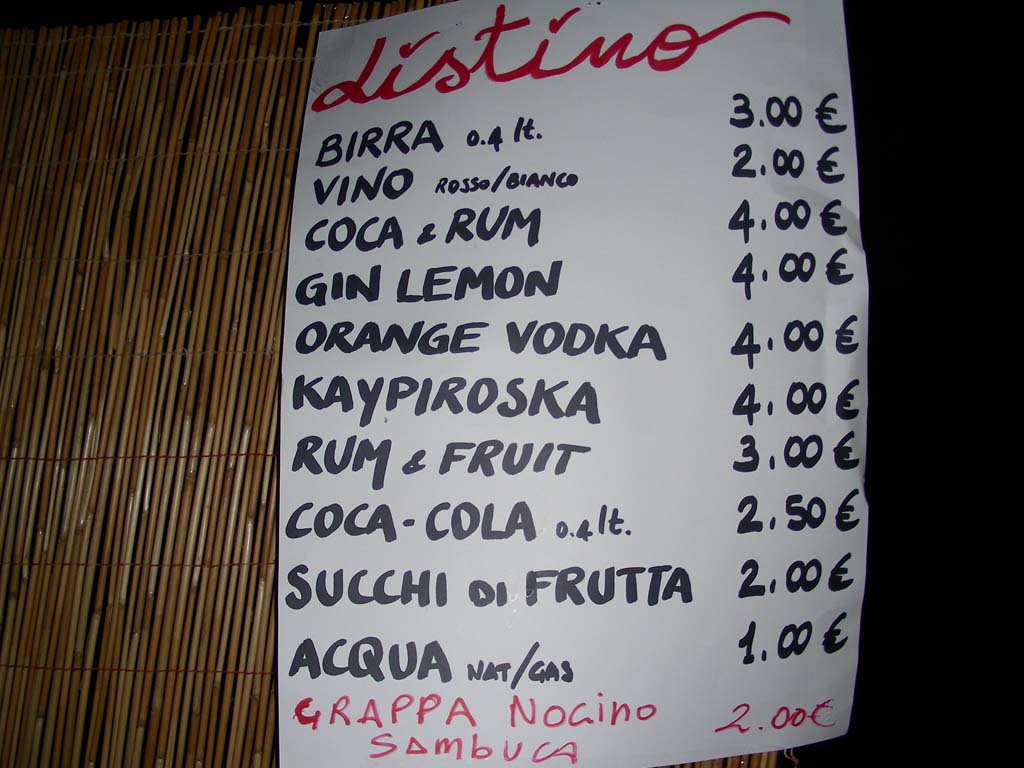 distino
BIRRA 0.4 lt. 3.00 €
VINO ROSSO/BIANCO 2.00 €
COCA & RUM 4.00 €
GIN LEMON 4.00 €
ORANGE VODKA 4.00 €
KAYPIROSKA 4.00 €
RUM & FRUIT 3.00 €
COCA-COLA 0.4 lt. 2.50 €
SUCCHI DI FRUTTA 2.00 €
ACQUA NAT/GAS 1.00 €
GRAPPA NOCINO 2.00 €
SAMBUCA